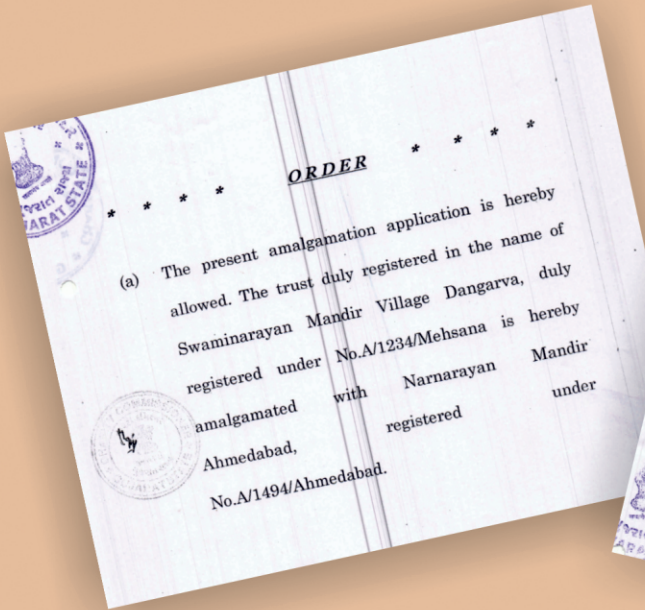 * * * * ORDER * * * *
(a) The present amalgamation application is hereby
allowed. The trust duly registered in the name of
Swaminarayan Mandir Village Dangarva, duly
registered under No.A/1234/Mehsana is hereby
amalgamated with Narnarayan Mandir
Ahmedabad, registered under
No.A/1494/Ahmedabad.